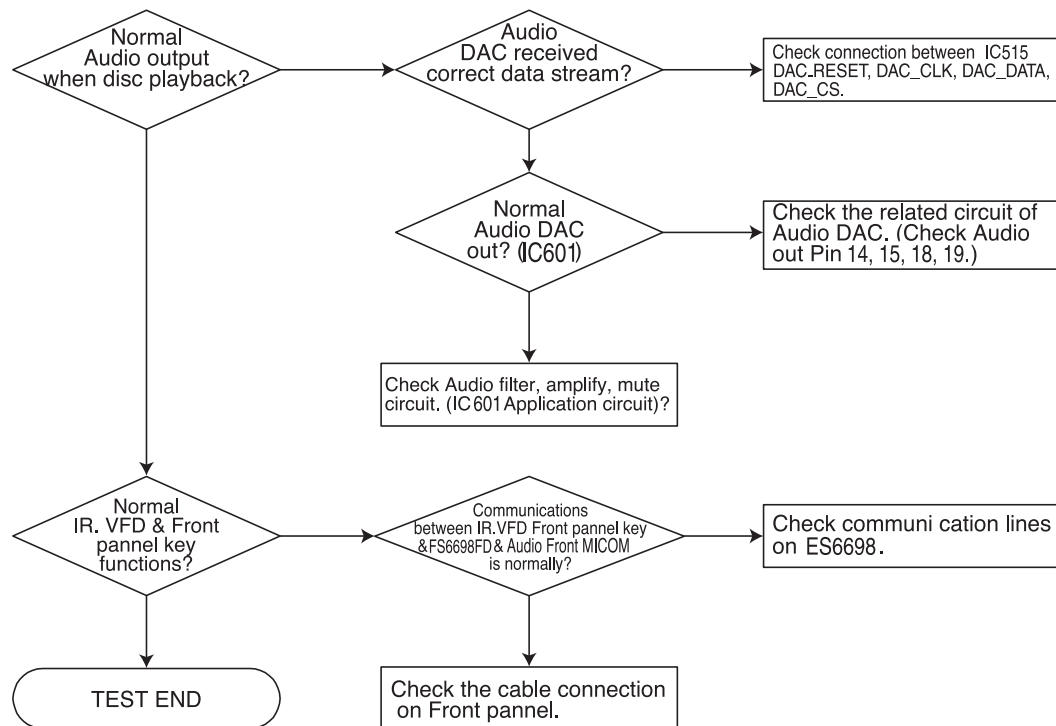 Normal
Audio output
when disc playback?
Audio
DAC received
correct data stream?
Check connection between IC515
DAC.RESET, DAC_CLK, DAC_DATA,
DAC_CS.
Normal
Audio DAC
out? (IC601)
Check the related circuit of
Audio DAC. (Check Audio
out Pin 14, 15, 18, 19.)
Check Audio filter, amplify, mute
circuit. (IC601 Application circuit)?
Normal
IR. VFD & Front
pannel key
functions?
Communications
between IR.VFD Front pannel key
&FS6698FD & Audio Front MICOM
is normally?
Check communi cation lines
on ES6698.
TEST END
Check the cable connection
on Front pannel.